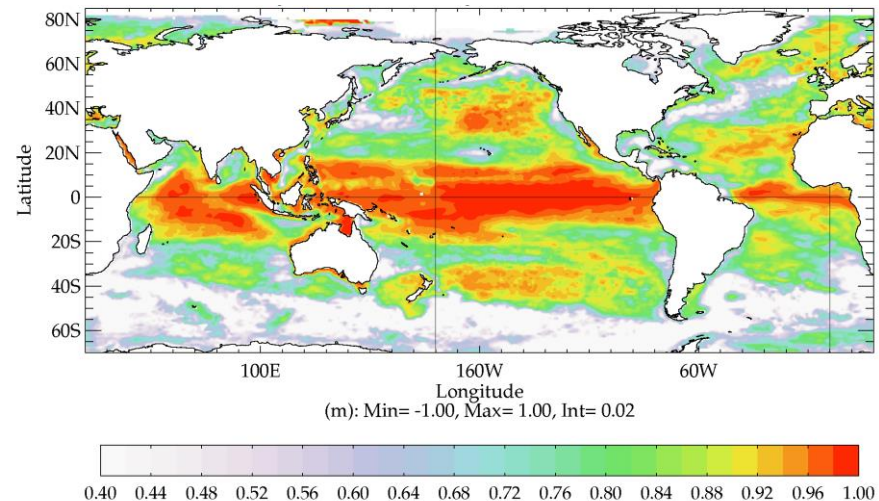 80N
60N
40N
20N
0
20S
40S
60S
Latitude
100E 160W 60W
Longitude
(m): Min= -1.00, Max= 1.00, Int= 0.02
0.40 0.44 0.48 0.52 0.56 0.60 0.64 0.68 0.72 0.76 0.80 0.84 0.88 0.92 0.96 1.00